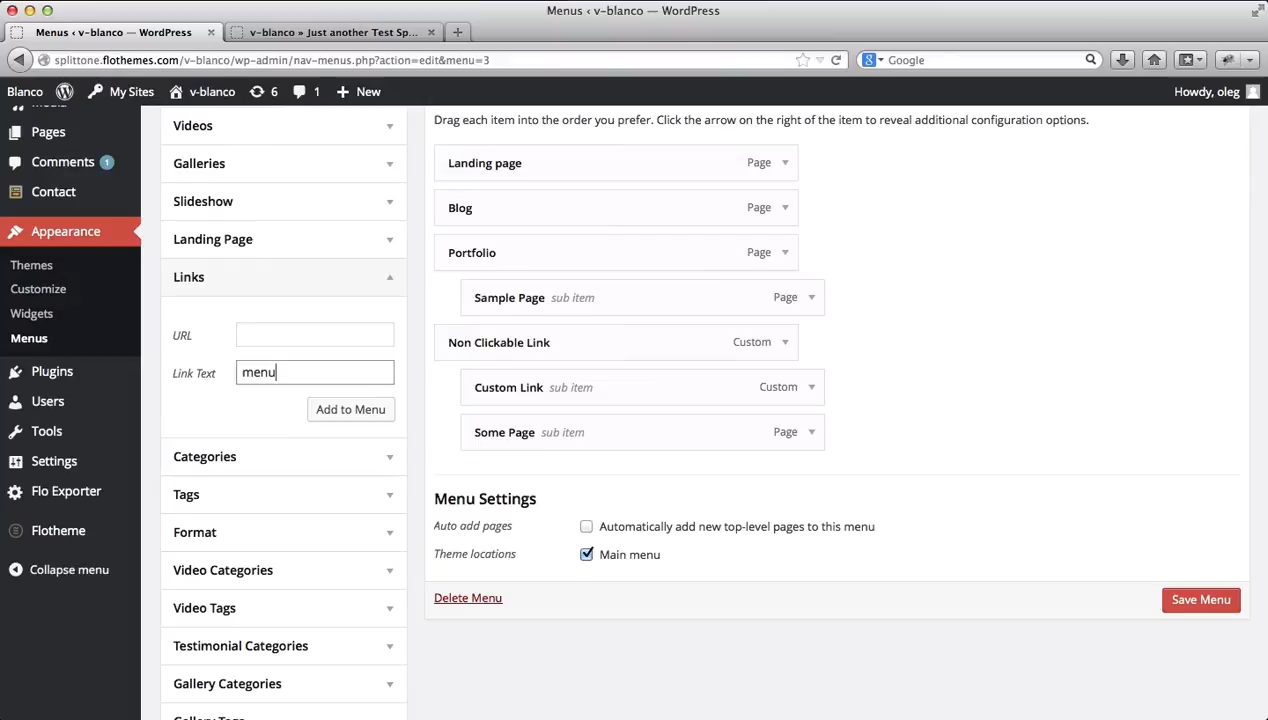 Menus ‹ v-blanco — WordPress
Menus ‹ v-blanco — WordPress
v-blanco » Just another Test Sp...
splittone.flothemes.com/v-blanco/wp-admin/nav-menus.php?action=edit&menu=3
Google
Blanco
My Sites
v-blanco
6
1
New
Howdy, oleg
Pages
Comments 1
Contact
Appearance
Themes
Customize
Widgets
Menus
Plugins
Users
Tools
Settings
Flo Exporter
Flotheme
Collapse menu
Videos
Galleries
Slideshow
Landing Page
Links
URL
Link Text menu
Add to Menu
Categories
Tags
Format
Video Categories
Video Tags
Testimonial Categories
Gallery Categories
Drag each item into the order you prefer. Click the arrow on the right of the item to reveal additional configuration options.
Landing page Page
Blog Page
Portfolio Page
Sample Page sub item Page
Non Clickable Link Custom
Custom Link sub item Custom
Some Page sub item Page
Menu Settings
Auto add pages Automatically add new top-level pages to this menu
Theme locations Main menu
Delete Menu
Save Menu